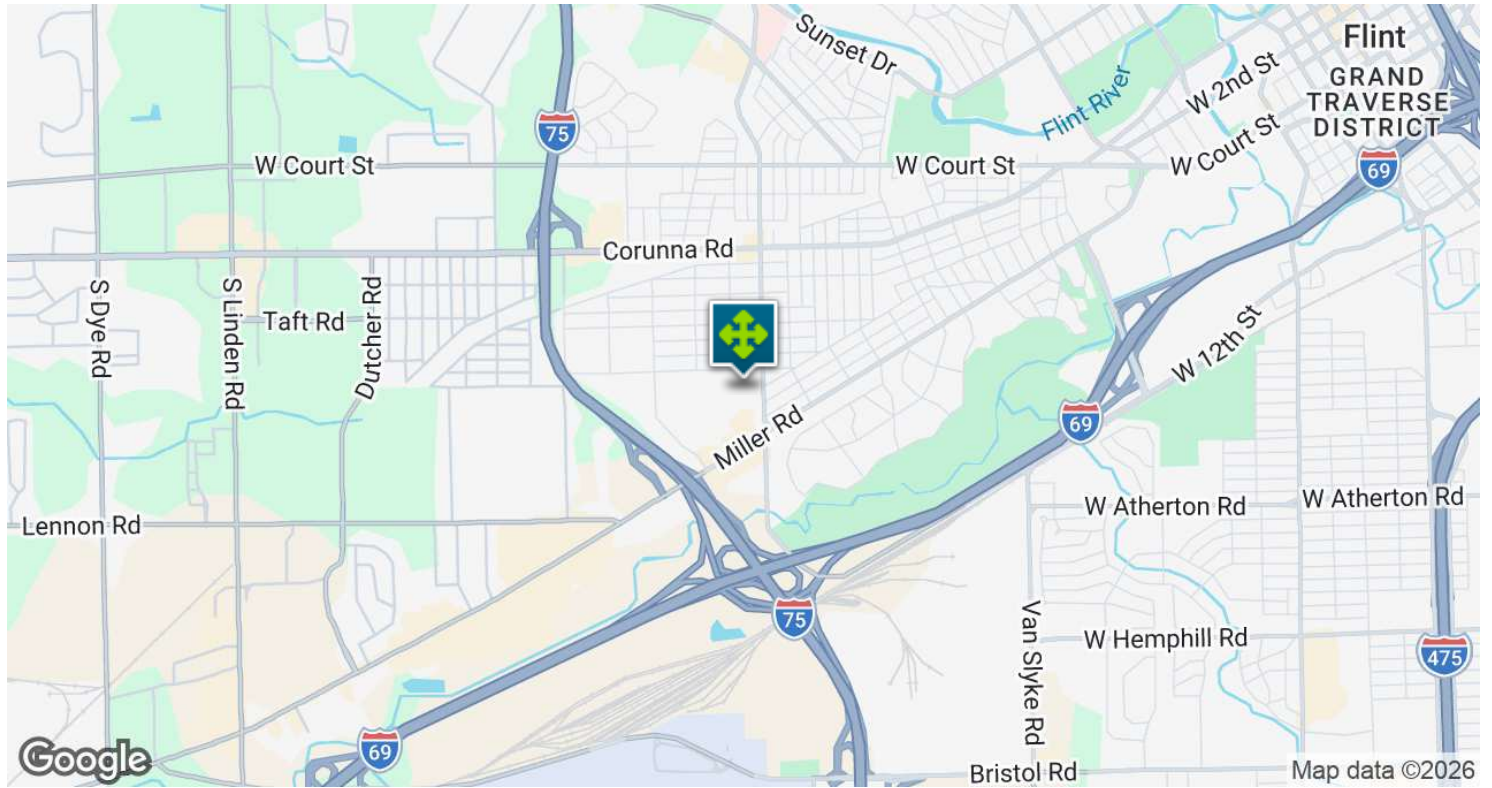 Sunset Dr
Flint
GRAND
TRAVERSE
DISTRICT
W 2nd St
Flint River
75
W Court St
W Court St
W Court St
69
Corunna Rd
S Dye Rd
S Linden Rd
Taft Rd
Dutcher Rd
W 12th St
69
Miller Rd
Lennon Rd
W Atherton Rd
W Atherton Rd
75
Van Slyke Rd
W Hemphill Rd
475
69
Google
Bristol Rd
Map data ©2026